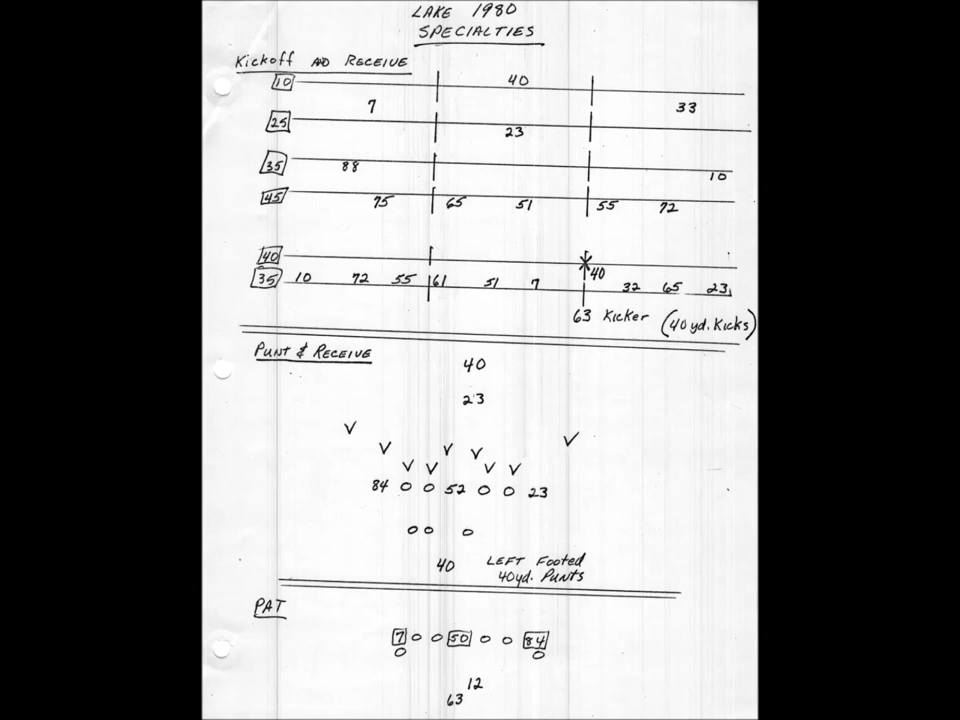 LAKE 1980
SPECIALTIES
Kickoff AND RECEIVE
10 40
7 33
25 23
35 88 10
45 75 65 51 55 72
40
35 10 72 55 61 51 7 40 32 65 23
63 Kicker (40 yd. Kicks)
PUNT & RECEIVE
40
23
V V
V V V
V V V V
84 O O 52 O O 23
O O O
40 LEFT Footed
40 yd. PUNTS
PAT
7 O O 50 O O 84
O O
12
63